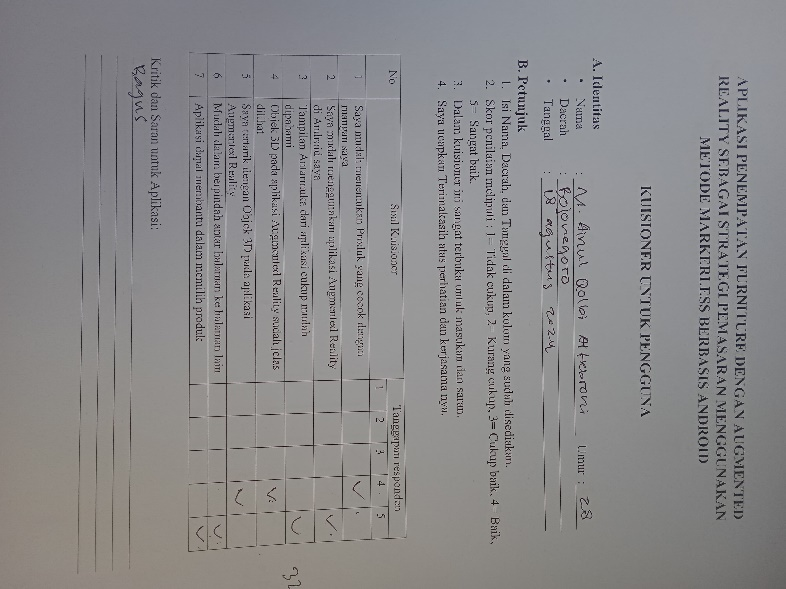 APLIKASI PENEMPATAN FURNITURE DENGAN AUGMENTED
REALITY SEBAGAI STRATEGI PEMASARAN MENGGUNAKAN
METODE MARKERLESS BERBASIS ANDROID
KUISIONER UNTUK PENGGUNA
A. Identitas
• Nama : M. Ainul Qolbi Umur : 28
• Daerah : Bojonegoro
• Tanggal : 18 agustus 2024
B. Petunjuk
1. Isi Nama, Daerah, dan Tanggal di dalam kolom yang sudah disediakan.
2. Skor penilaian meliputi : 1= Tidak cukup, 2= Kurang cukup, 3= Cukup baik, 4= Baik,
5= Sangat baik.
3. Dalam kuisioner ini sangat terbuka untuk masukan dan saran.
4. Saya ucapkan Terimakasih atas perhatian dan kerjasama nya.
No Soal Kuisioner Tanggapan responden
1 2 3 4 5
1 Saya mudah menemukan Produk yang cocok dengan
ruangan saya ✓
2 Saya mudah menggunakan aplikasi Augmented Reality
di Android saya ✓
3 Tampilan Antarmuka dari aplikasi cukup mudah
dipahami ✓
4 Objek 3D pada aplikasi Augmented Reality sudah jelas
dilihat ✓
5 Saya tertarik dengan Objek 3D pada aplikasi
Augmented Reality ✓
6 Mudah dalam berpindah antar halaman ke halaman lain ✓
7 Aplikasi dapat membantu dalam memilih produk ✓
32
Kritik dan Saran untuk Aplikasi:
Bagus